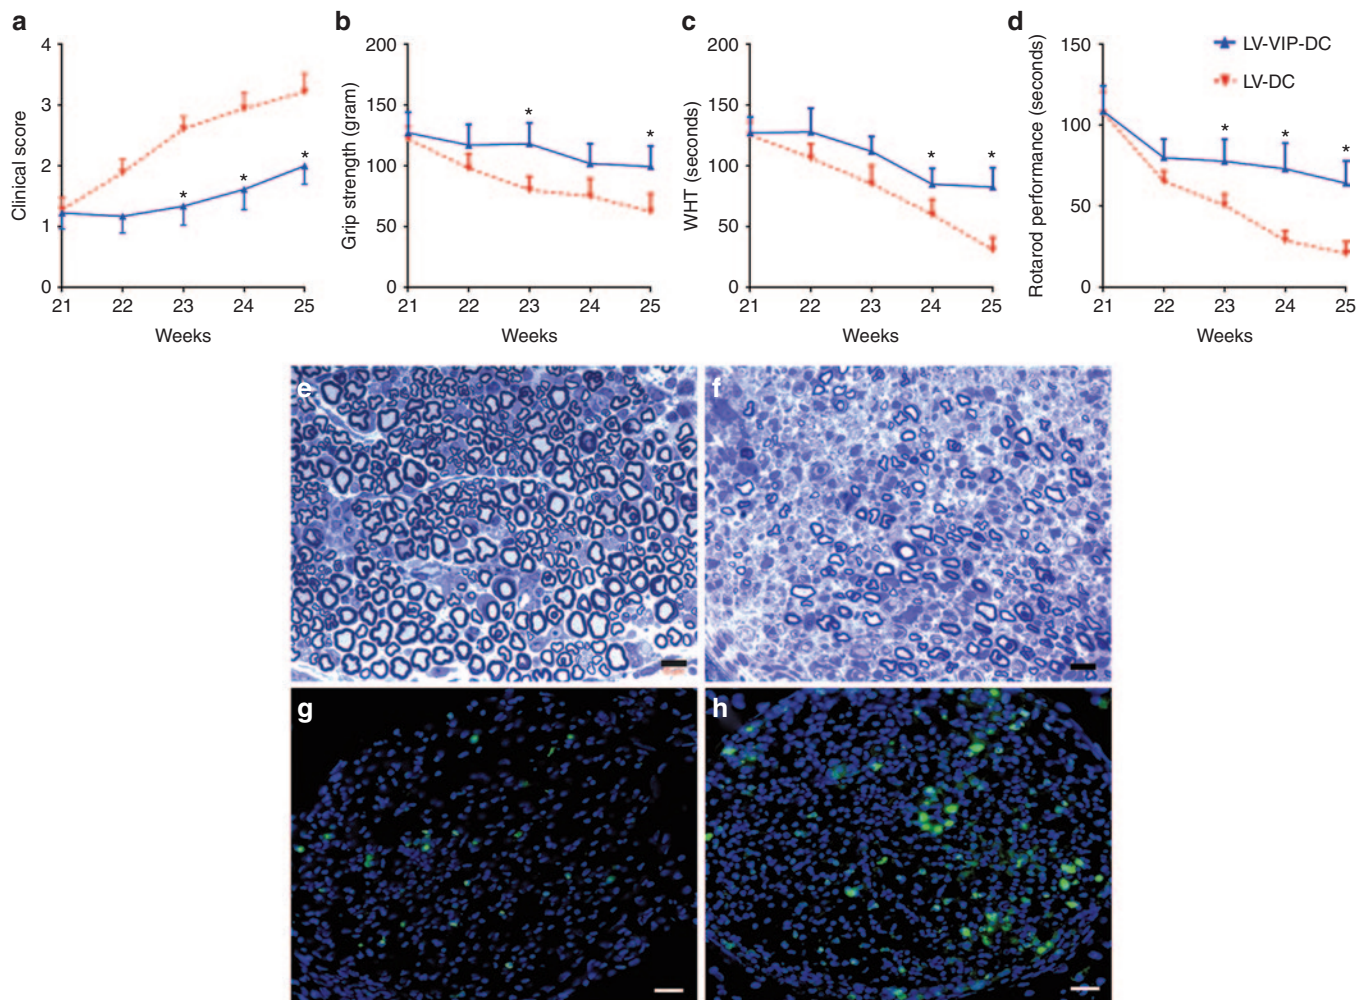 a
b
c
d
4
3
2
1
0
Clinical score
21 22 23 24 25
Weeks
* * *
200
150
100
50
0
Grip strength (gram)
21 22 23 24 25
Weeks
* *
200
150
100
50
0
WHT (seconds)
21 22 23 24 25
Weeks
* *
150
100
50
0
Rotarod performance (seconds)
21 22 23 24 25
Weeks
* * *
LV-VIP-DC
LV-DC
e
f
g
h